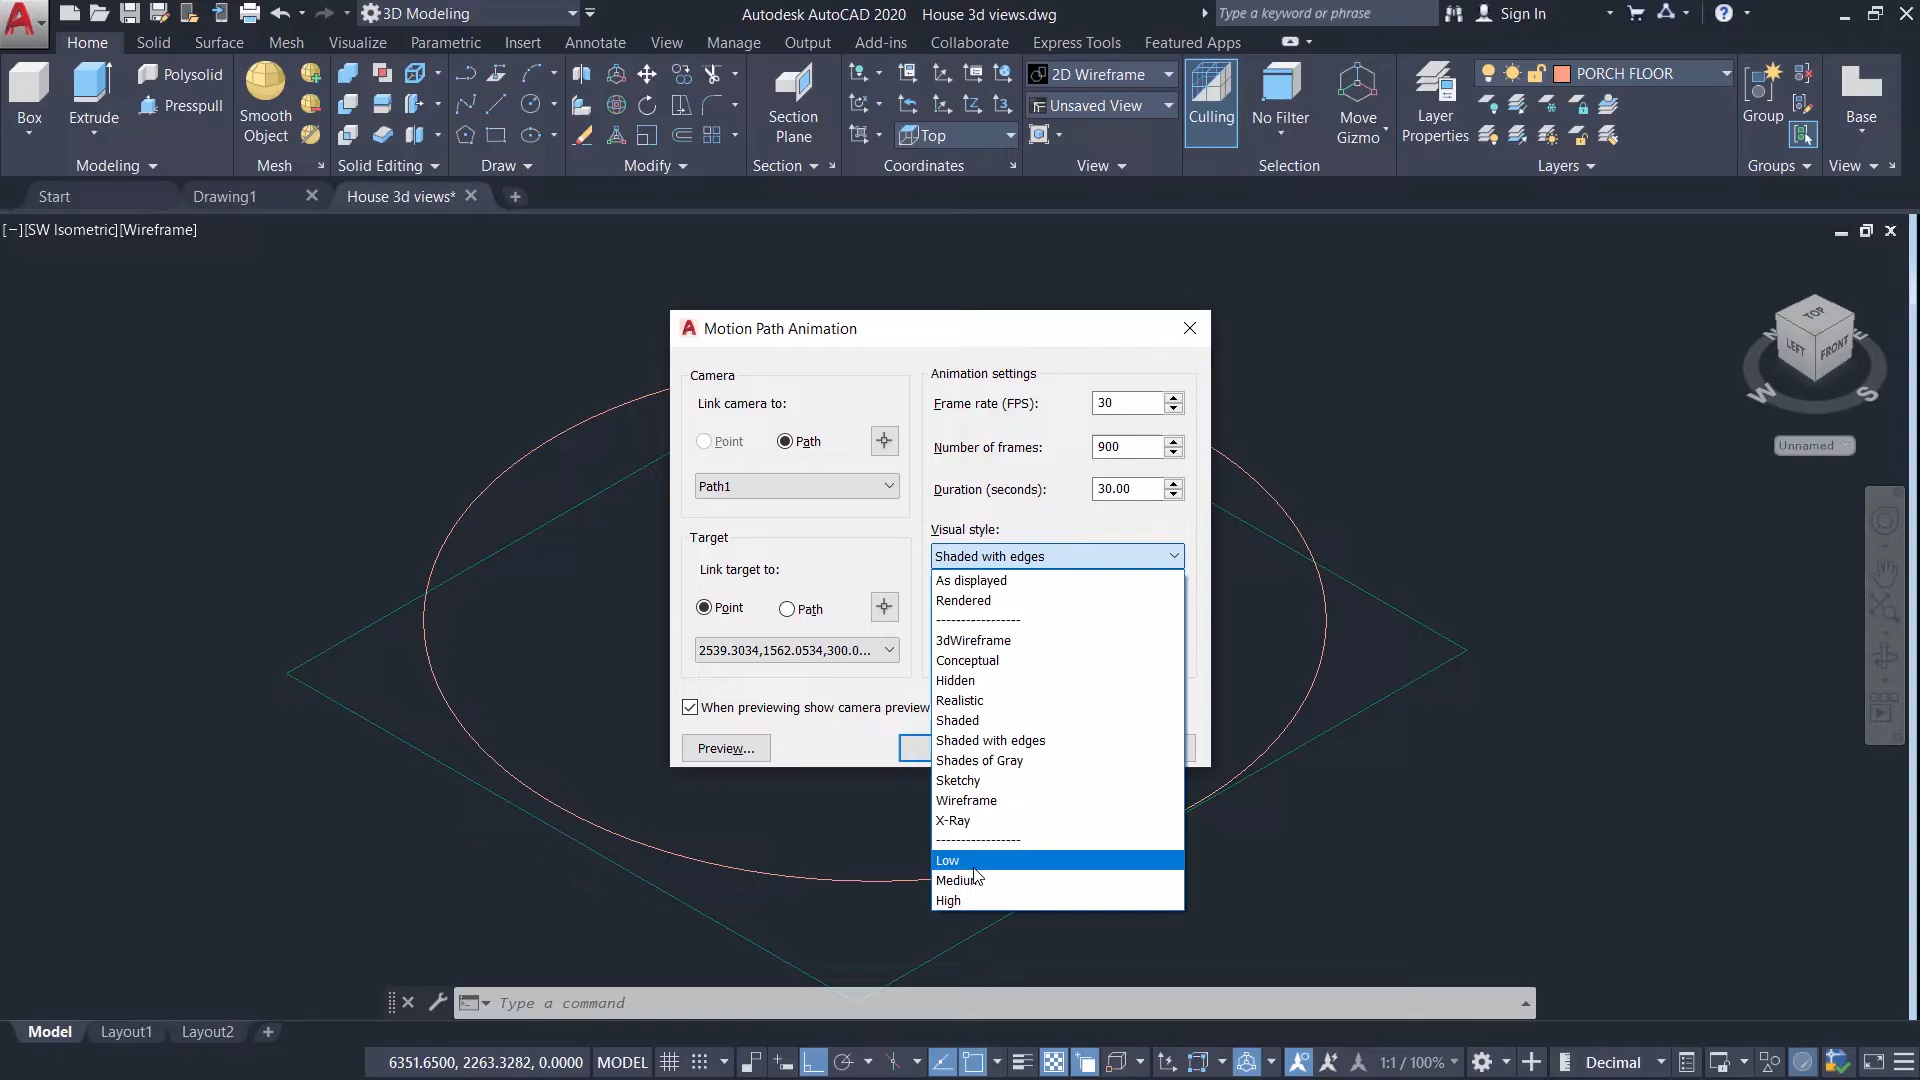 3D Modeling
Autodesk AutoCAD 2020 House 3d views.dwg
Type a keyword or phrase
Sign In
Home Solid Surface Mesh Visualize Parametric Insert Annotate View Manage Output Add-ins Collaborate Express Tools Featured Apps
Box
Extrude
Polysolid
Presspull
Modeling
Smooth
Object
Mesh
Solid Editing
Draw
Modify
Section
Plane
Section
Top
Coordinates
2D Wireframe
Unsaved View
View
Culling
No Filter
Move
Gizmo
Selection
Layer
Properties
PORCH FLOOR
Layers
Group
Groups
Base
View
Start
Drawing1
House 3d views*
[−][SW Isometric][Wireframe]
TOP
LEFT
FRONT
N
W
S
Unnamed
Motion Path Animation
Camera
Link camera to:
Point
Path
Path1
Target
Link target to:
Point
Path
2539.3034,1562.0534,300.0...
When previewing show camera preview
Preview...
Animation settings
Frame rate (FPS):
30
Number of frames:
900
Duration (seconds):
30.00
Visual style:
Shaded with edges
As displayed
Rendered
-----------------
3dWireframe
Conceptual
Hidden
Realistic
Shaded
Shaded with edges
Shades of Gray
Sketchy
Wireframe
X-Ray
-----------------
Low
Medium
High
Type a command
Model
Layout1
Layout2
6351.6500, 2263.3282, 0.0000
MODEL
1:1 / 100%
Decimal